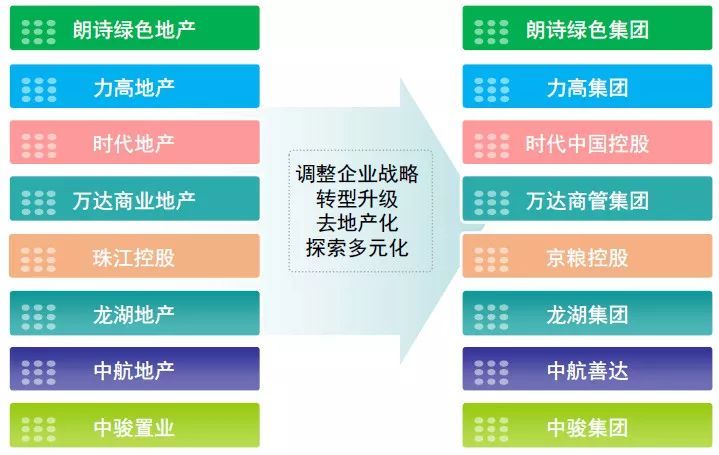 朗诗绿色地产
朗诗绿色集团
力高地产
力高集团
时代地产
时代中国控股
调整企业战略
转型升级
去地产化
探索多元化
万达商业地产
万达商管集团
珠江控股
京粮控股
龙湖地产
龙湖集团
中航地产
中航善达
中骏置业
中骏集团